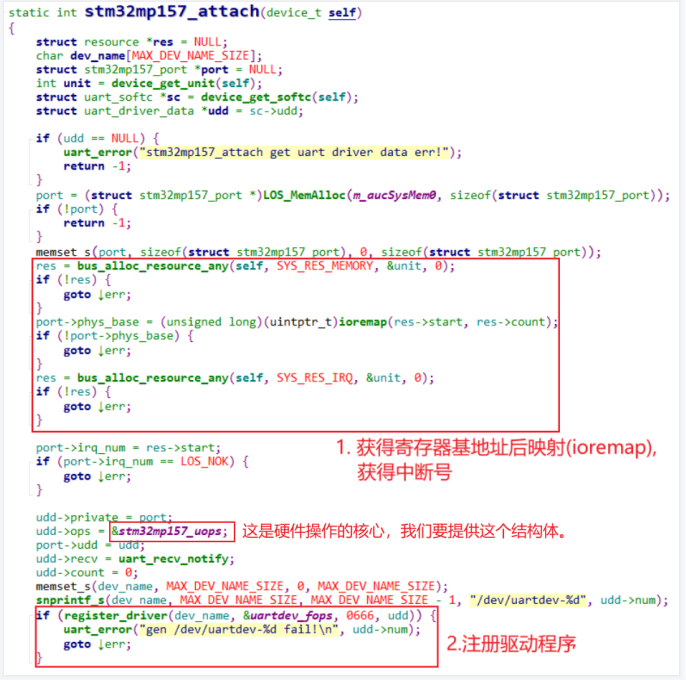 static int stm32mp157_attach(device_t self)
{
    struct resource *res = NULL;
    char dev_name[MAX_DEV_NAME_SIZE];
    struct stm32mp157_port *port = NULL;
    int unit = device_get_unit(self);
    struct uart_softc *sc = device_get_softc(self);
    struct uart_driver_data *udd = sc->udd;
    if (udd == NULL) {
        uart_error("stm32mp157_attach get uart driver data err!");
        return -1;
    }
    port = (struct stm32mp157_port *)LOS_MemAlloc(m_aucSysMem0, sizeof(struct stm32mp157_port));
    if (!port) {
        return -1;
    }
    memset_s(port, sizeof(struct stm32mp157_port), 0, sizeof(struct stm32mp157_port));
    res = bus_alloc_resource_any(self, SYS_RES_MEMORY, &unit, 0);
    if (!res) {
        goto ↓err;
    }
    port->phys_base = (unsigned long)(uintptr_t)ioremap(res->start, res->count);
    if (!port->phys_base) {
        goto ↓err;
    }
    res = bus_alloc_resource_any(self, SYS_RES_IRQ, &unit, 0);
    if (!res) {
        goto ↓err;
    }
    port->irq_num = res->start;
    if (port->irq_num == LOS_NOK) {
        goto ↓err;
    }
1. 获得寄存器基地址后映射(ioremap),
获得中断号
    udd->private = port;
    udd->ops = &stm32mp157_uops; 这是硬件操作的核心，我们要提供这个结构体。
    port->udd = udd;
    udd->recv = uart_recv_notify;
    udd->count = 0;
    memset_s(dev_name, MAX_DEV_NAME_SIZE, 0, MAX_DEV_NAME_SIZE);
    snprintf_s(dev_name, MAX_DEV_NAME_SIZE, MAX_DEV_NAME_SIZE - 1, "/dev/uartdev-%d", udd->num);
    if (register_driver(dev_name, &uartdev_fops, 0666, udd)) {
        uart_error("gen /dev/uartdev-%d fail!\n", udd->num);
        goto ↓err;
    }
2.注册驱动程序